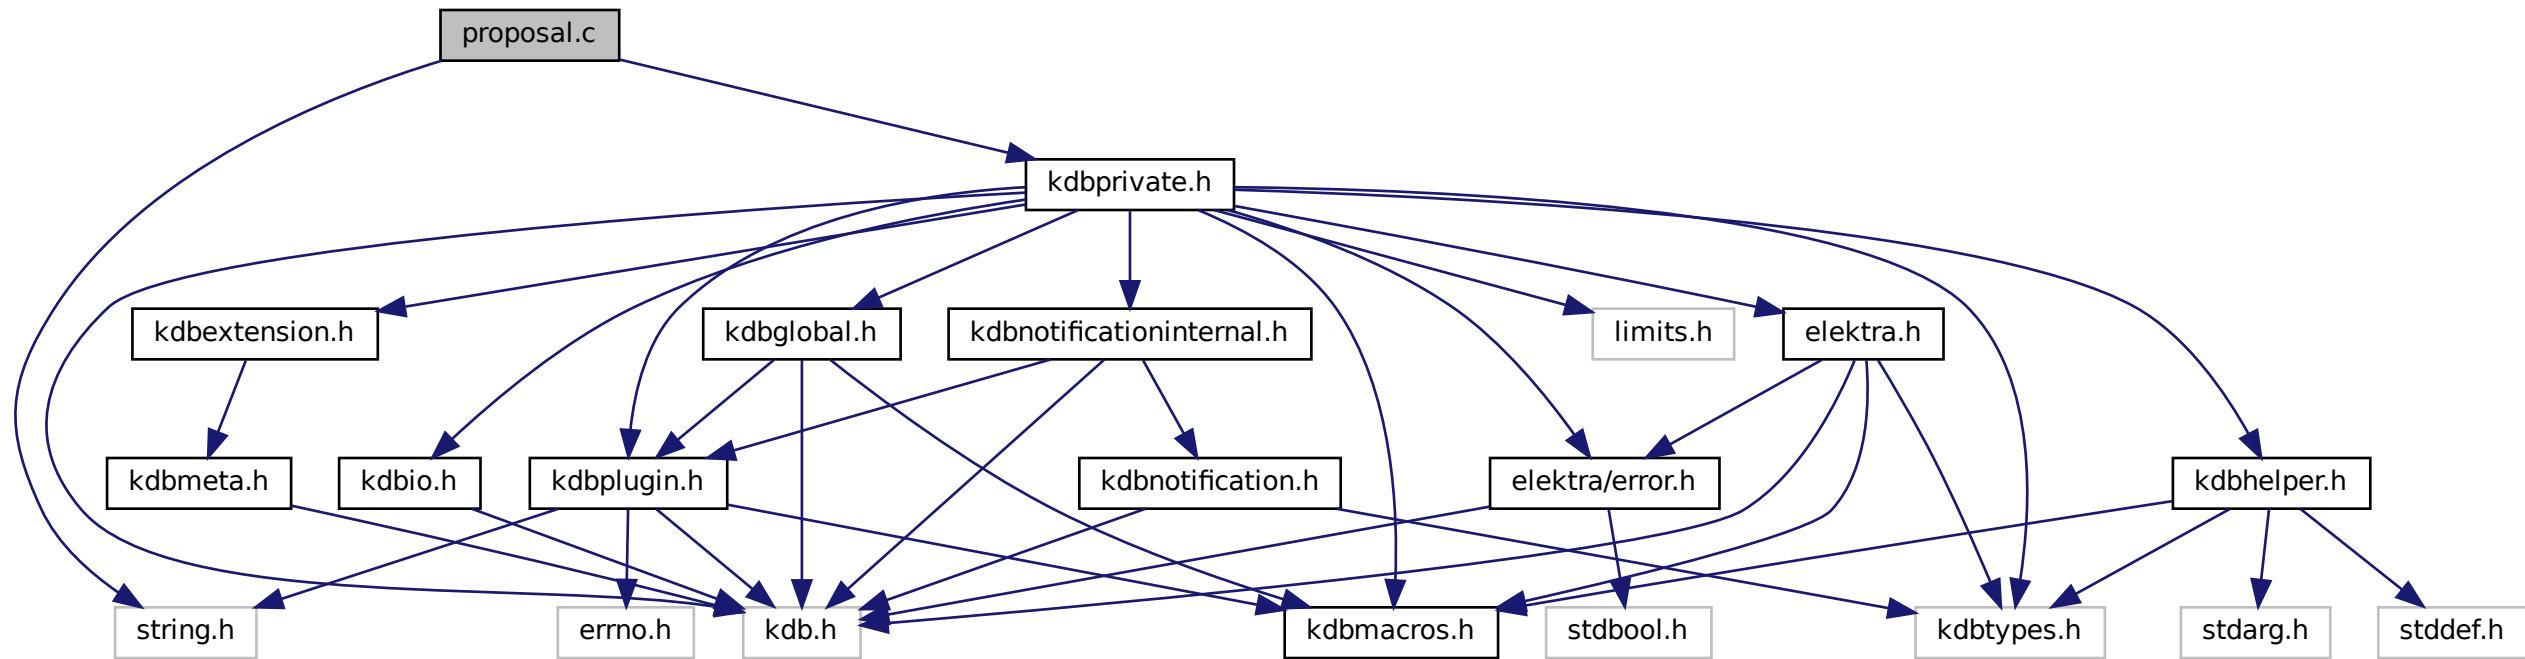 proposal.c
kdbprivate.h
kdbextension.h
kdbglobal.h
kdbnotificationinternal.h
limits.h
elektra.h
kdbmeta.h
kdbio.h
kdbplugin.h
kdbnotification.h
elektra/error.h
kdbhelper.h
string.h
errno.h
kdb.h
kdbmacros.h
stdbool.h
kdbtypes.h
stdarg.h
stddef.h